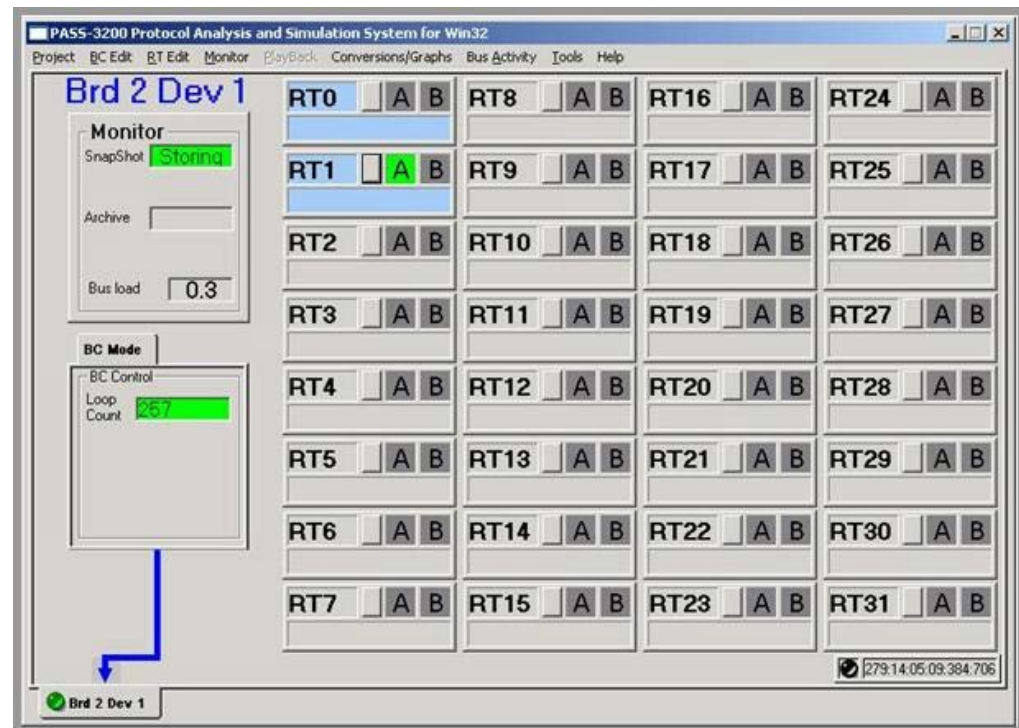 PASS-3200 Protocol Analysis and Simulation System for Win32
Project BC Edit RT Edit Monitor PlayBack Conversions/Graphs Bus Activity Tools Help
Brd 2 Dev 1
Monitor
SnapShot Storing
Archive
Bus load 0.3
BC Mode
BC Control
Loop
Count 257
RT0 A B RT8 A B RT16 A B RT24 A B
RT1 A B RT9 A B RT17 A B RT25 A B
RT2 A B RT10 A B RT18 A B RT26 A B
RT3 A B RT11 A B RT19 A B RT27 A B
RT4 A B RT12 A B RT20 A B RT28 A B
RT5 A B RT13 A B RT21 A B RT29 A B
RT6 A B RT14 A B RT22 A B RT30 A B
RT7 A B RT15 A B RT23 A B RT31 A B
279:14:05:09:384:706
Brd 2 Dev 1